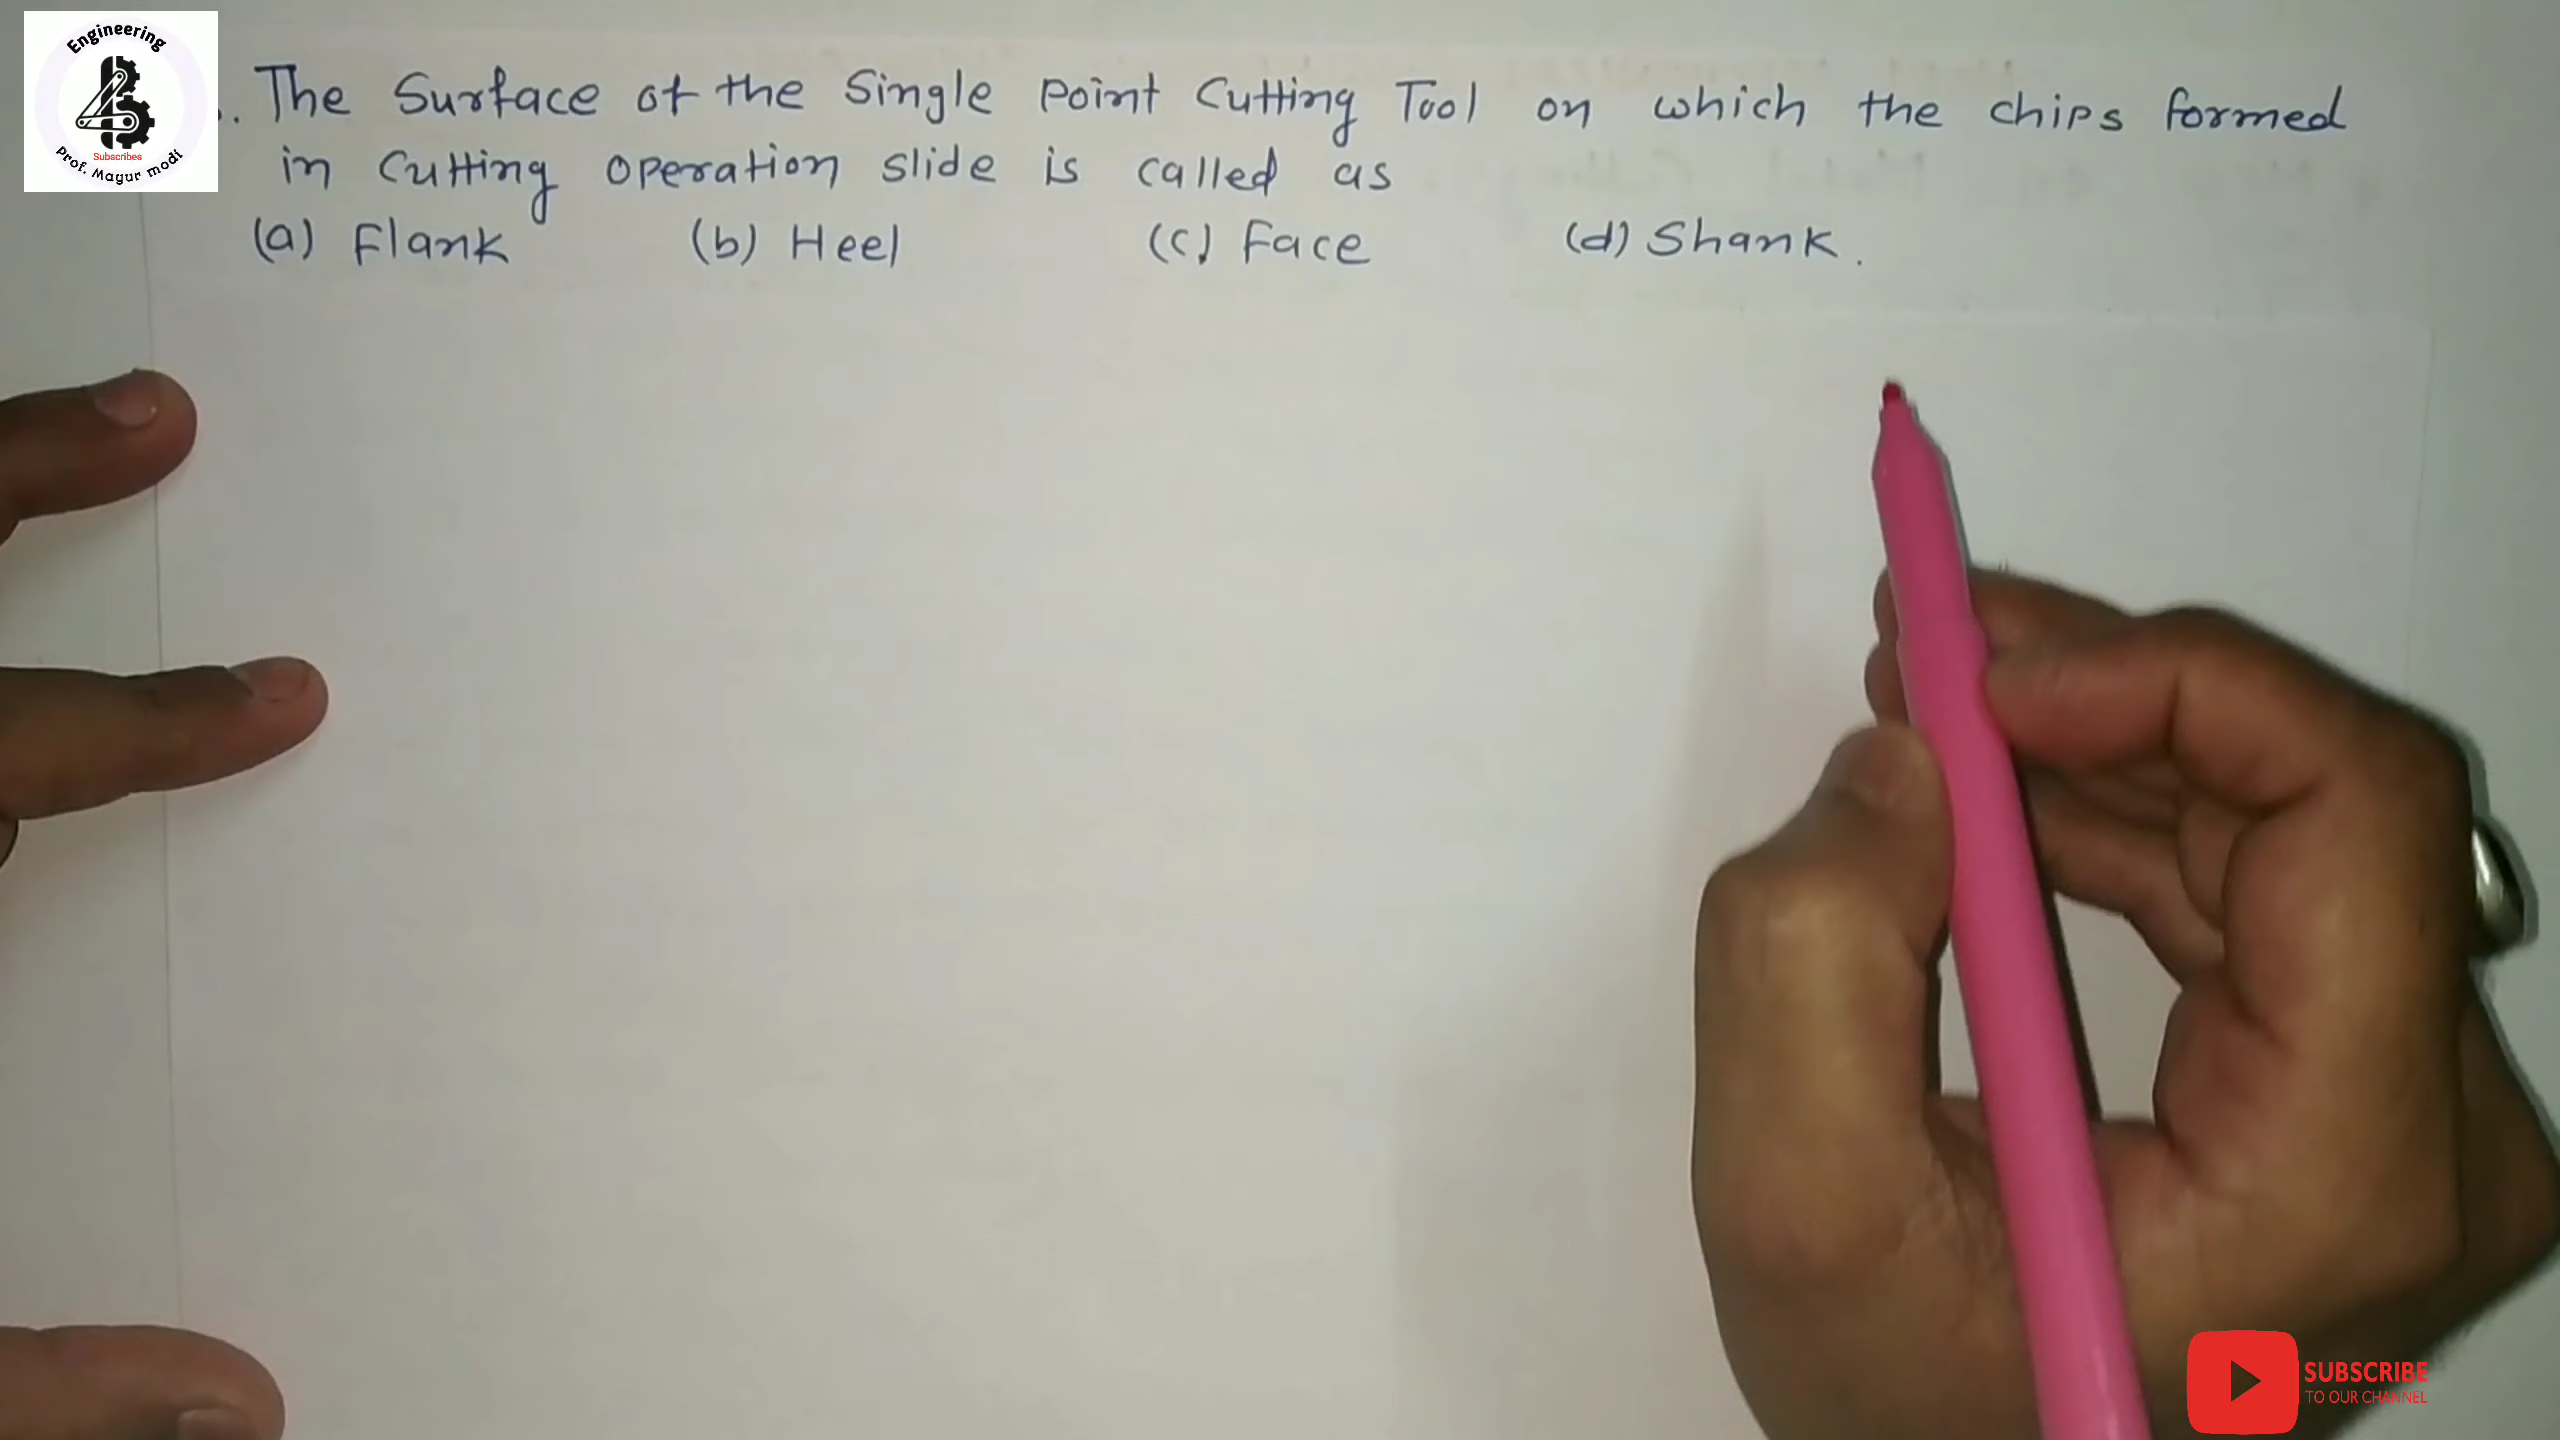 Engineering
Subscribes
Prof. Mayur modi
The Surface of the Single Point Cutting Tool on which the chips formed
in Cutting operation slide is called as
(a) Flank (b) Heel (c) Face (d) Shank.
SUBSCRIBE
TO OUR CHANNEL